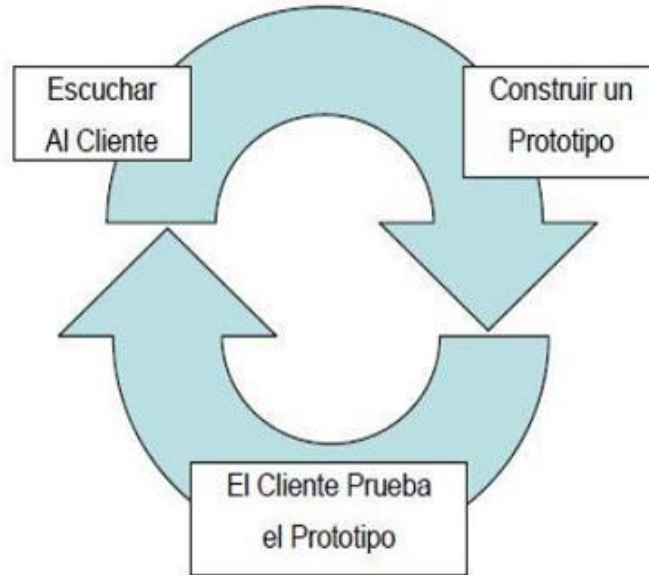 Escuchar
Al Cliente
Construir un
Prototipo
El Cliente Prueba
el Prototipo